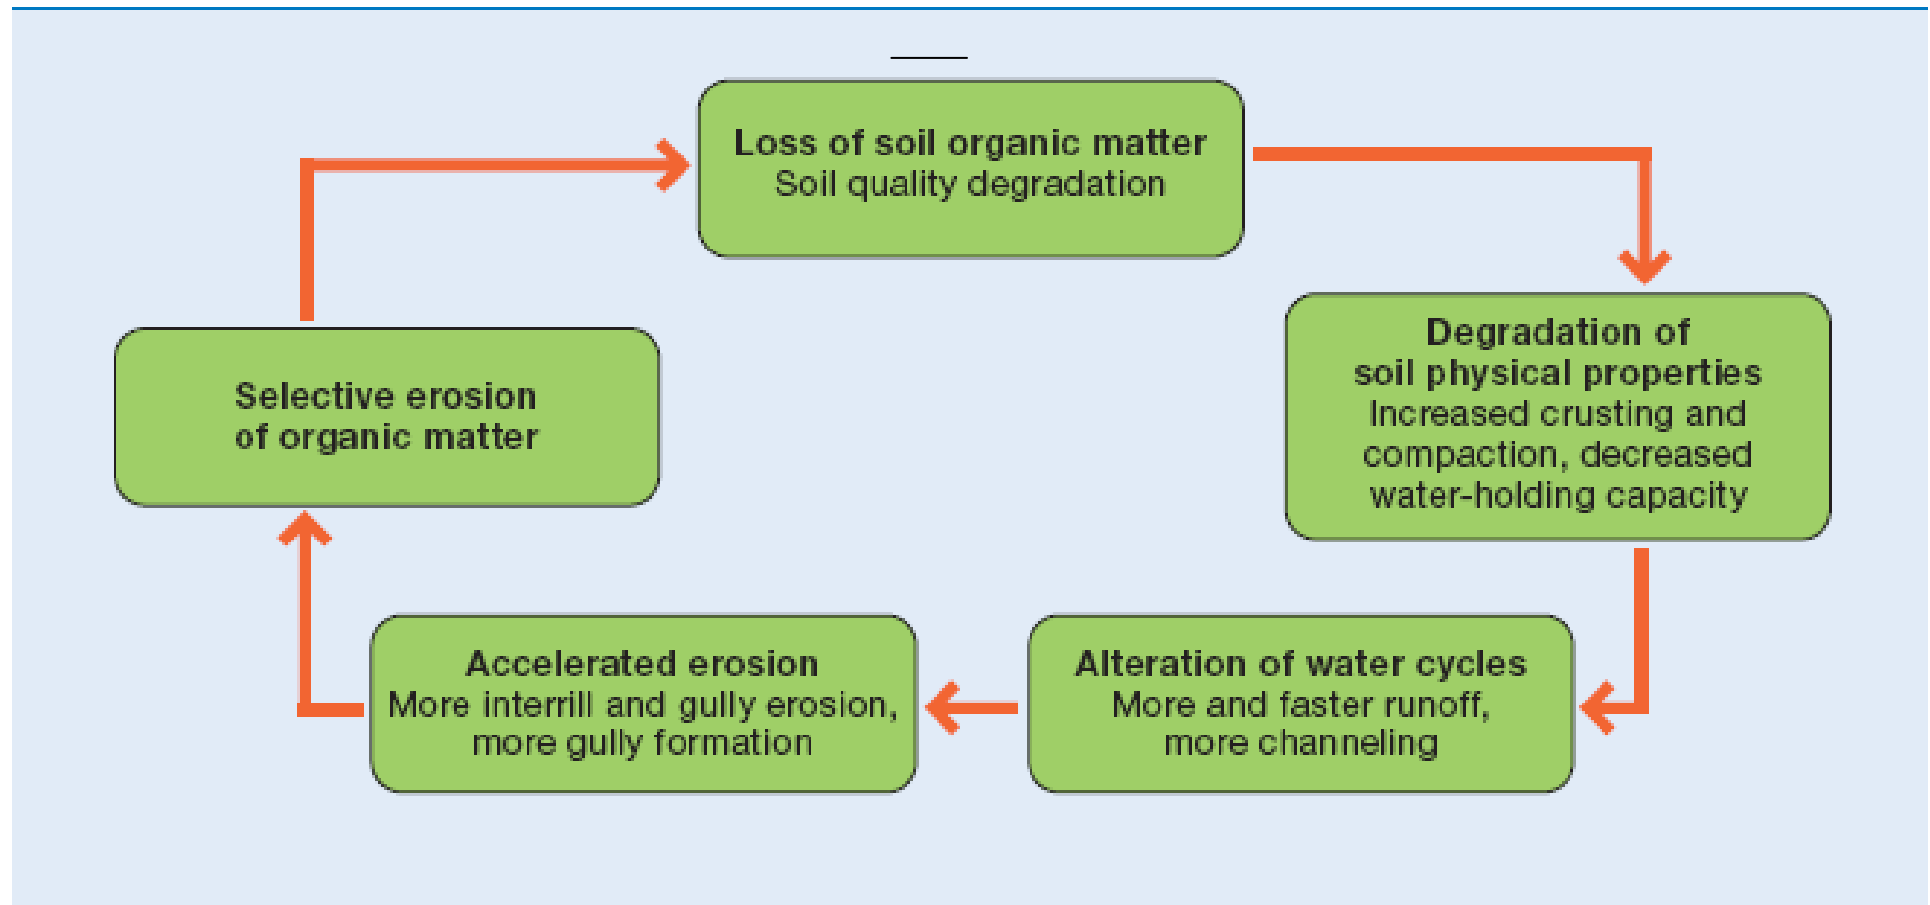 Loss of soil organic matter
Soil quality degradation
Degradation of
soil physical properties
Increased crusting and
compaction, decreased
water-holding capacity
Alteration of water cycles
More and faster runoff,
more channeling
Accelerated erosion
More interrill and gully erosion,
more gully formation
Selective erosion
of organic matter